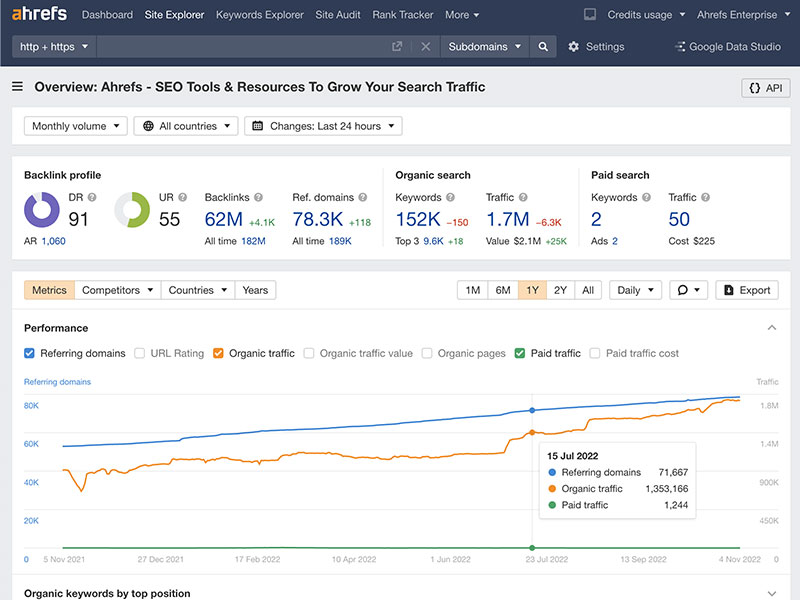 ahrefs Dashboard Site Explorer Keywords Explorer Site Audit Rank Tracker More Credits usage Ahrefs Enterprise
http + https Subdomains Settings Google Data Studio
Overview: Ahrefs - SEO Tools & Resources To Grow Your Search Traffic {} API
Monthly volume All countries Changes: Last 24 hours
Backlink profile Organic search Paid search
DR ? UR ? Backlinks ? Ref. domains ? Keywords ? Traffic ? Keywords ? Traffic ?
91 55 62M +4.1K 78.3K +118 152K −150 1.7M −6.3K 2 50
AR 1,060 All time 182M All time 189K Top 3 9.6K +18 Value $2.1M +25K Ads 2 Cost $225
Metrics Competitors Countries Years 1M 6M 1Y 2Y All Daily Export
Performance
Referring domains URL Rating Organic traffic Organic traffic value Organic pages Paid traffic Paid traffic cost
Referring domains Traffic
80K 1.8M
60K 1.4M
15 Jul 2022
Referring domains 71,667
40K 900K
Organic traffic 1,353,166
Paid traffic 1,244
20K 450K
0 5 Nov 2021 27 Dec 2021 17 Feb 2022 10 Apr 2022 1 Jun 2022 23 Jul 2022 13 Sep 2022 4 Nov 2022 0
Organic keywords by top position